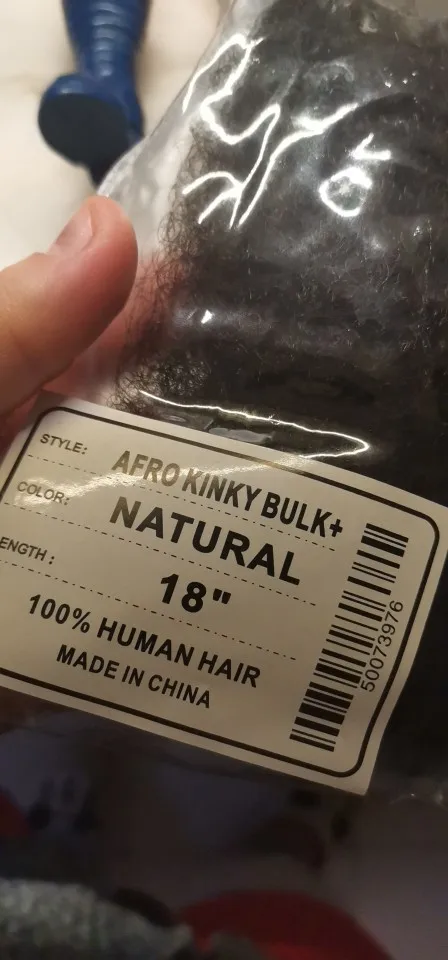 STYLE: AFRO KINKY BULK+
COLOR: NATURAL
ENGTH : 18"
100% HUMAN HAIR
MADE IN CHINA
50073976